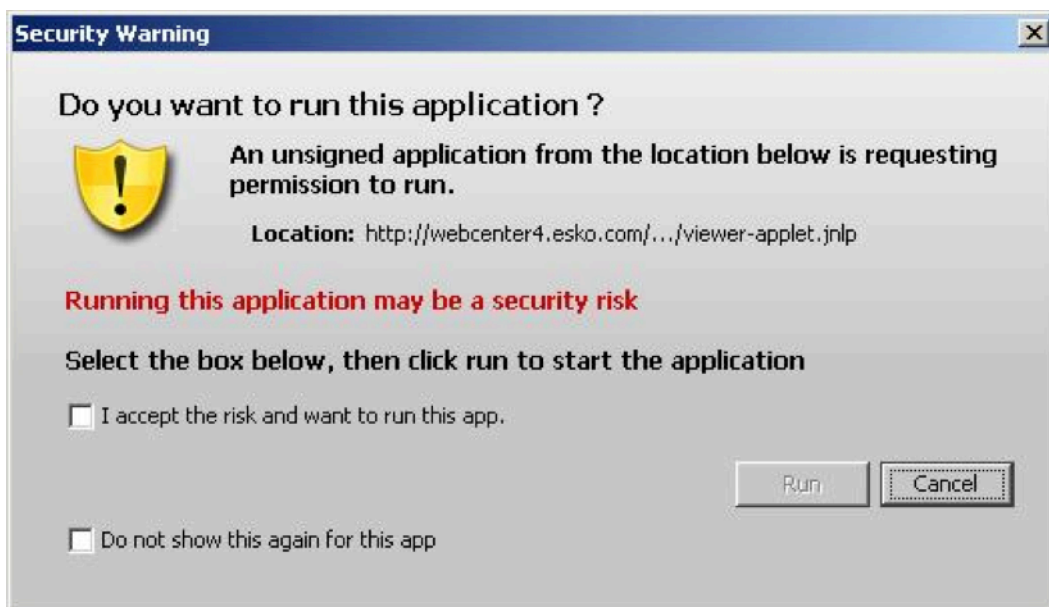 Security Warning
Do you want to run this application ?
An unsigned application from the location below is requesting
permission to run.
Location: http://webcenter4.esko.com/.../viewer-applet.jnlp
Running this application may be a security risk
Select the box below, then click run to start the application
I accept the risk and want to run this app.
Run Cancel
Do not show this again for this app